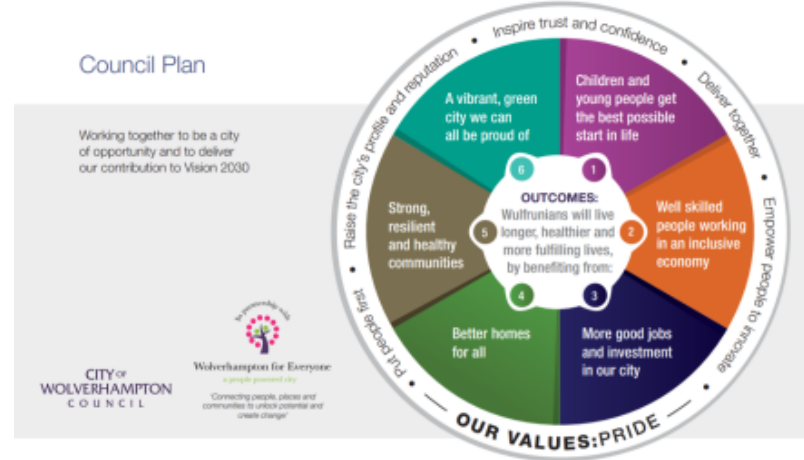 Council Plan
Working together to be a city
of opportunity and to deliver
our contribution to Vision 2030
In partnership with
Wolverhampton for Everyone
a people powered city
'Connecting people, places and
communities to unlock potential and
create change'
CITY OF
WOLVERHAMPTON
COUNCIL
Put people first • Raise the city's profile and reputation • Inspire trust and confidence • Deliver together • Empower people to innovate
A vibrant, green
city we can
all be proud of
6
Children and
young people get
the best possible
start in life
1
Well skilled
people working
in an inclusive
economy
2
More good jobs
and investment
in our city
3
Better homes
for all
4
Strong,
resilient
and healthy
communities
5
OUTCOMES:
Wulfrunians will live
longer, healthier and
more fulfilling lives,
by benefiting from:
OUR VALUES:PRIDE